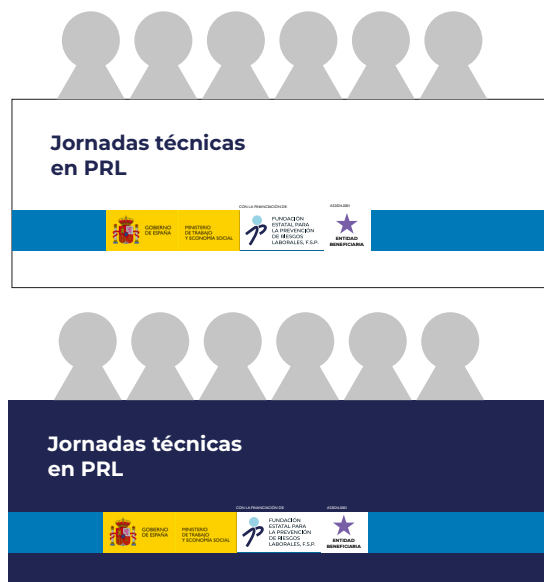 Jornadas técnicas
en PRL
CON LA FINANCIACIÓN DE
GOBIERNO
DE ESPAÑA
MINISTERIO
DE TRABAJO
Y ECONOMÍA SOCIAL
FUNDACIÓN
ESTATAL PARA
LA PREVENCIÓN
DE RIESGOS
LABORALES, F.S.P.
ENTIDAD
BENEFICIARIA
Jornadas técnicas
en PRL
CON LA FINANCIACIÓN DE
GOBIERNO
DE ESPAÑA
MINISTERIO
DE TRABAJO
Y ECONOMÍA SOCIAL
FUNDACIÓN
ESTATAL PARA
LA PREVENCIÓN
DE RIESGOS
LABORALES, F.S.P.
ENTIDAD
BENEFICIARIA